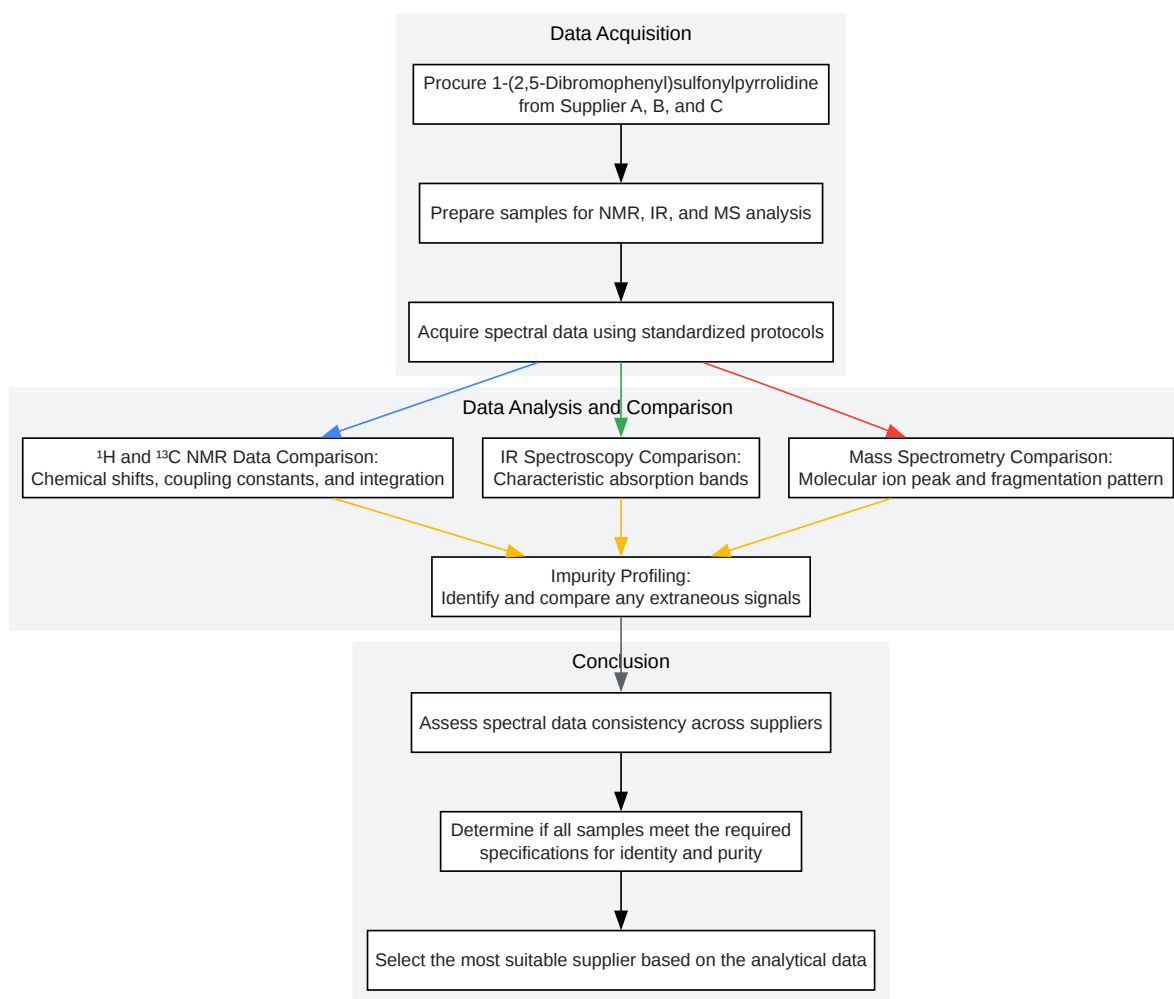 Data Acquisition
Procure 1-(2,5-Dibromophenyl)sulfonylpyrrolidine
from Supplier A, B, and C
Prepare samples for NMR, IR, and MS analysis
Acquire spectral data using standardized protocols
Data Analysis and Comparison
¹H and ¹³C NMR Data Comparison:
Chemical shifts, coupling constants, and integration
IR Spectroscopy Comparison:
Characteristic absorption bands
Mass Spectrometry Comparison:
Molecular ion peak and fragmentation pattern
Impurity Profiling:
Identify and compare any extraneous signals
Conclusion
Assess spectral data consistency across suppliers
Determine if all samples meet the required
specifications for identity and purity
Select the most suitable supplier based on the analytical data